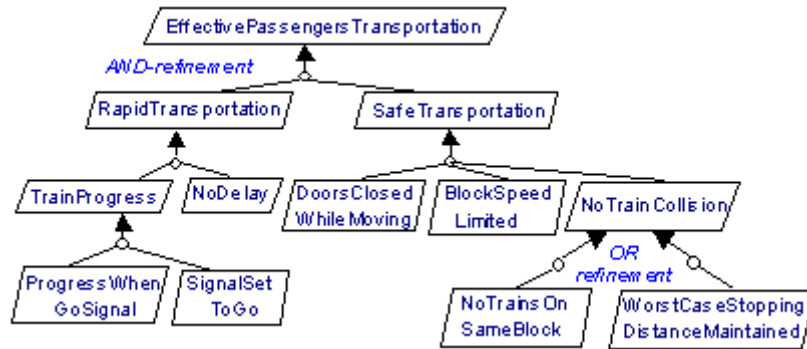 EffectivePassengersTransportation
AND-refinement
RapidTransportation
SafeTransportation
TrainProgress
NoDelay
DoorsClosed
WhileMoving
BlockSpeed
Limited
NoTrainCollision
OR
refinement
ProgressWhen
GoSignal
SignalSet
ToGo
NoTrainsOn
SameBlock
WorstCaseStopping
DistanceMaintained